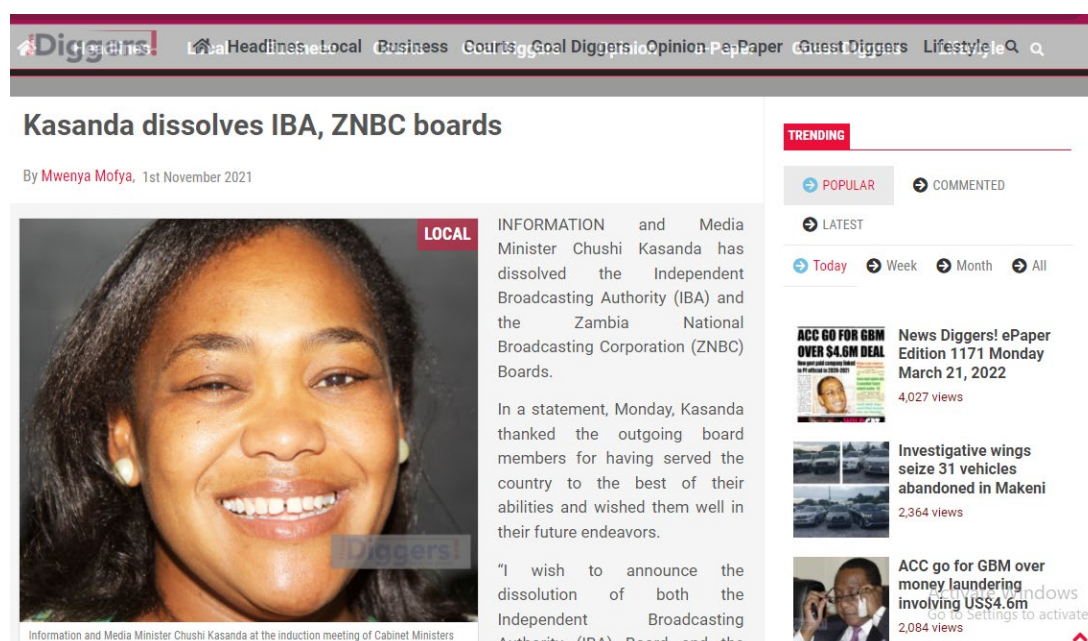 Diggers!
Headlines Local Business Courts Goal Diggers Opinion e-Paper Guest Diggers Lifestyle
Kasanda dissolves IBA, ZNBC boards
By Mwenya Mofya, 1st November 2021
LOCAL
Diggers!
Information and Media Minister Chushi Kasanda at the induction meeting of Cabinet Ministers
INFORMATION and Media
Minister Chushi Kasanda has
dissolved the Independent
Broadcasting Authority (IBA) and
the Zambia National
Broadcasting Corporation (ZNBC)
Boards.
In a statement, Monday, Kasanda
thanked the outgoing board
members for having served the
country to the best of their
abilities and wished them well in
their future endeavors.
“I wish to announce the
dissolution of both the
Independent Broadcasting
Authority (IBA) Board and the
TRENDING
POPULAR COMMENTED
LATEST
Today Week Month All
ACC GO FOR GBM
OVER $4.6M DEAL
News Diggers! ePaper
Edition 1171 Monday
March 21, 2022
4,027 views
Investigative wings
seize 31 vehicles
abandoned in Makeni
2,364 views
ACC go for GBM over
money laundering
involving US$4.6m
2,084 views
Activate Windows
Go to Settings to activate